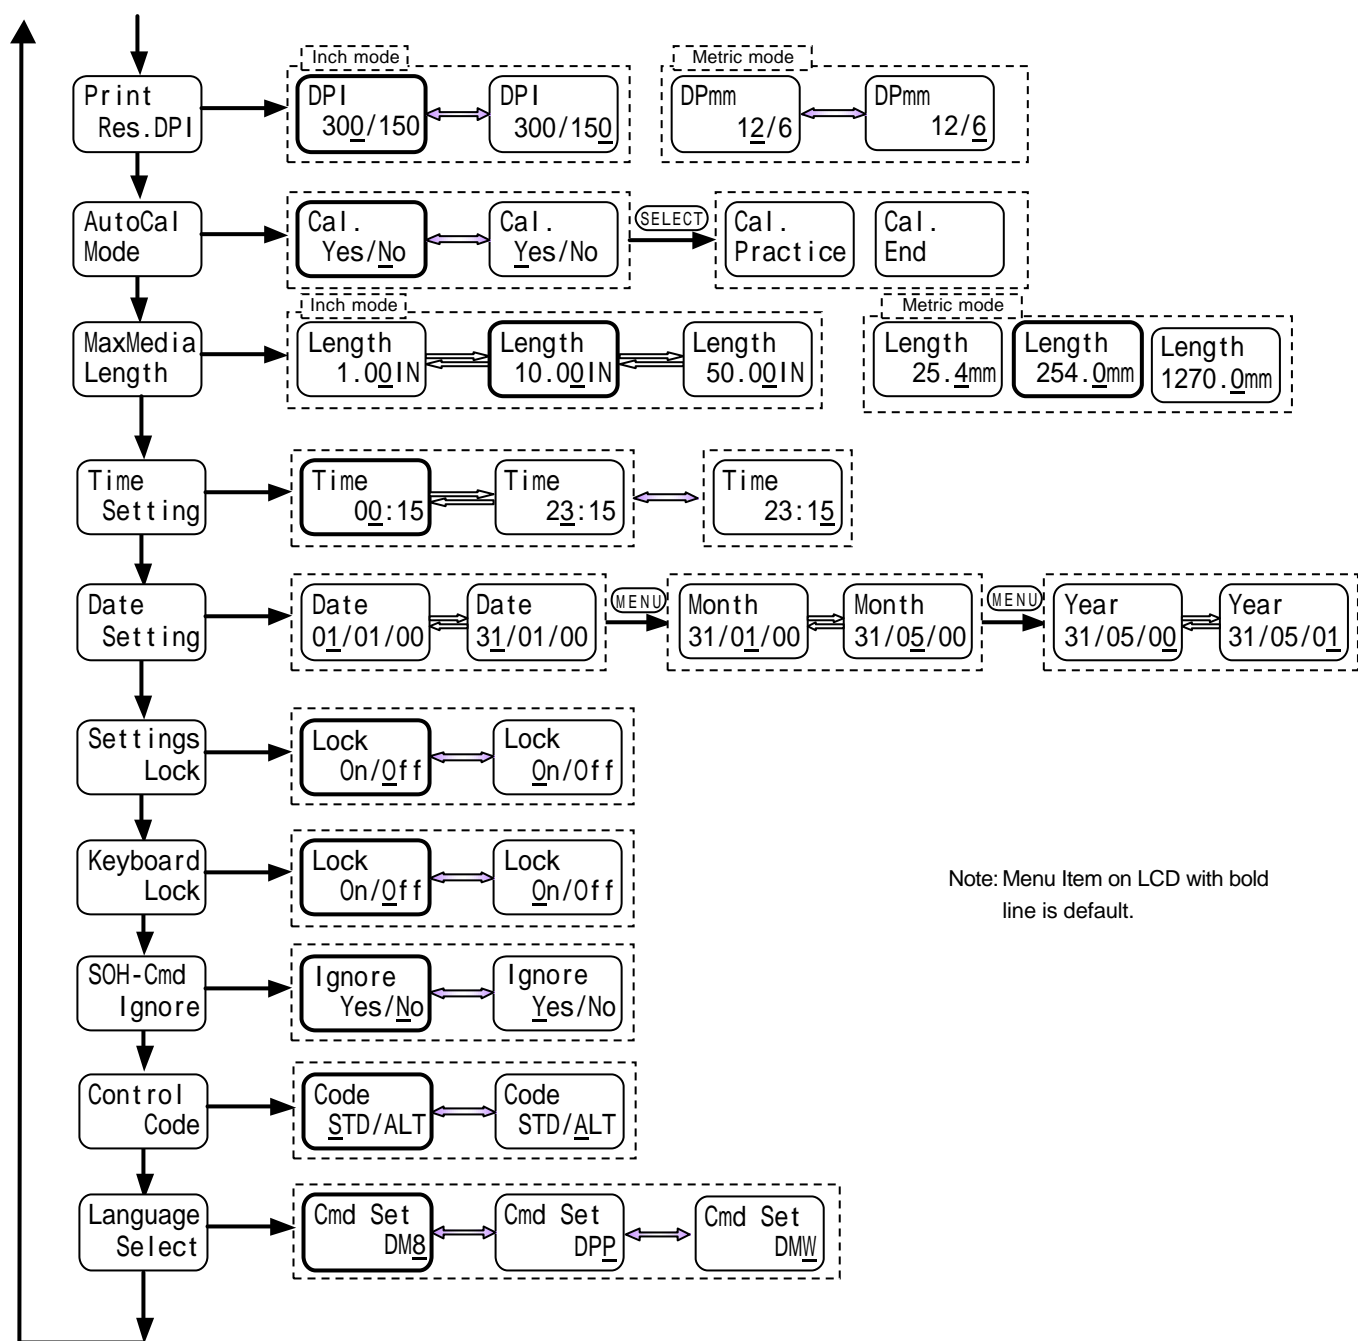 Inch mode
Metric mode
Print
Res.DPI
DPI
300/150
DPI
300/150
DPmm
12/6
DPmm
12/6
AutoCal
Mode
Cal.
Yes/No
Cal.
Yes/No
SELECT
Cal.
Practice
Cal.
End
Inch mode
Metric mode
MaxMedia
Length
Length
1.00IN
Length
10.00IN
Length
50.00IN
Length
25.4mm
Length
254.0mm
Length
1270.0mm
Time
Setting
Time
00:15
Time
23:15
Time
23:15
Date
Setting
Date
01/01/00
Date
31/01/00
MENU
Month
31/01/00
Month
31/05/00
MENU
Year
31/05/00
Year
31/05/01
Settings
Lock
Lock
On/Off
Lock
On/Off
Keyboard
Lock
Lock
On/Off
Lock
On/Off
Note: Menu Item on LCD with bold
line is default.
SOH-Cmd
Ignore
Ignore
Yes/No
Ignore
Yes/No
Control
Code
Code
STD/ALT
Code
STD/ALT
Language
Select
Cmd Set
DM8
Cmd Set
DPP
Cmd Set
DMW